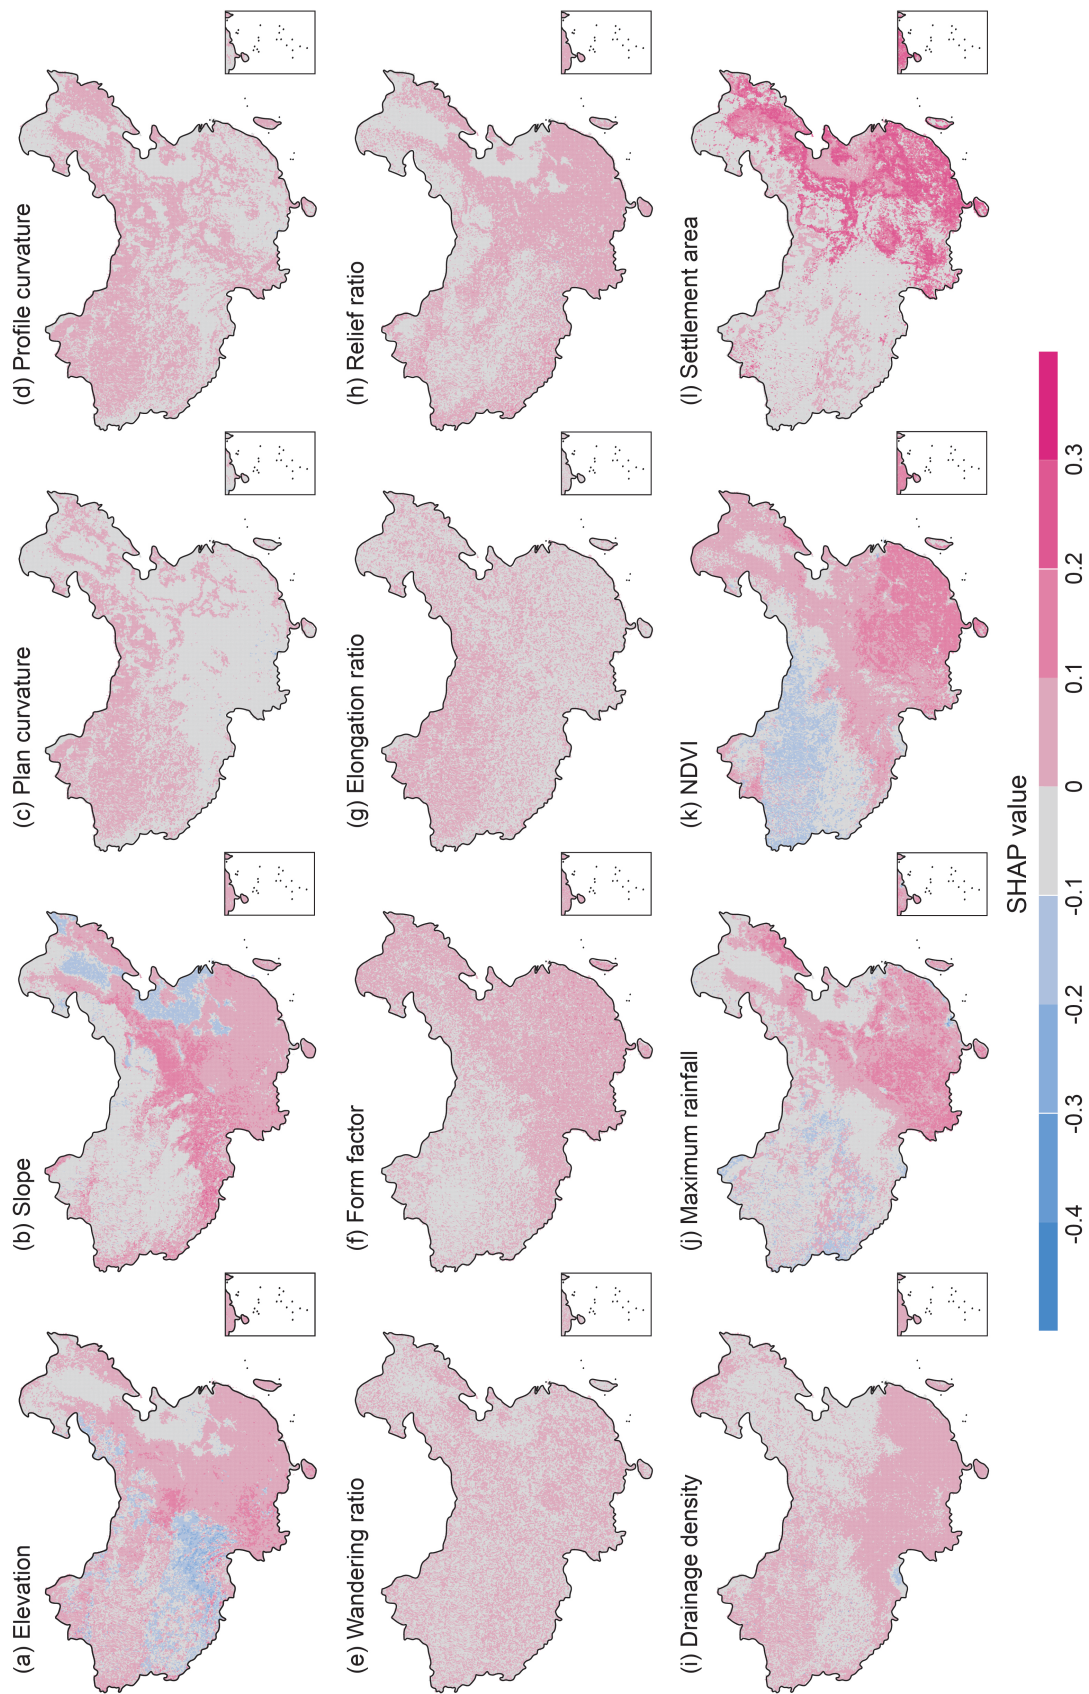 (a) Elevation
(b) Slope
(c) Plan curvature
(d) Profile curvature
(e) Wandering ratio
(f) Form factor
(g) Elongation ratio
(h) Relief ratio
(i) Drainage density
(j) Maximum rainfall
(k) NDVI
(l) Settlement area
SHAP value
-0.4 -0.3 -0.2 -0.1 0 0.1 0.2 0.3